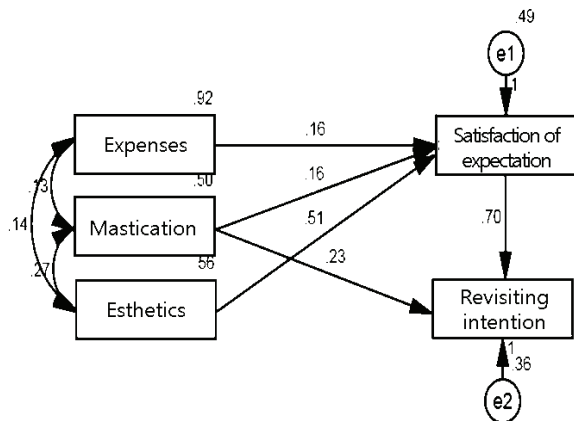 .49
e1
1
.92
Expenses
.16
Satisfaction of
expectation
.50
.16
.13
.51
.70
.14
Mastication
.56
.23
.27
Esthetics
Revisiting
intention
1
.36
e2